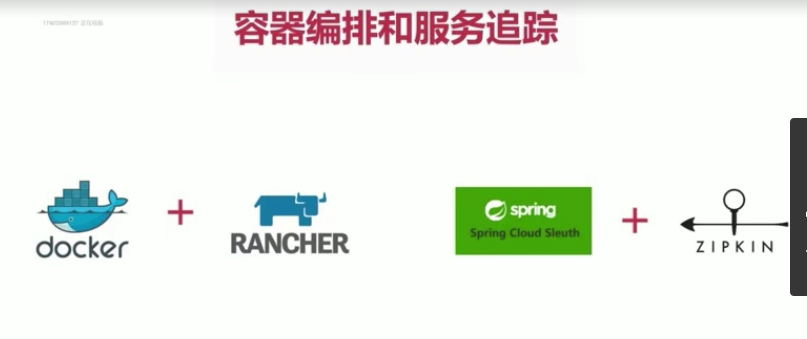 容器编排和服务追踪
docker
+
RANCHER
spring
Spring Cloud Sleuth
+
ZIPKIN